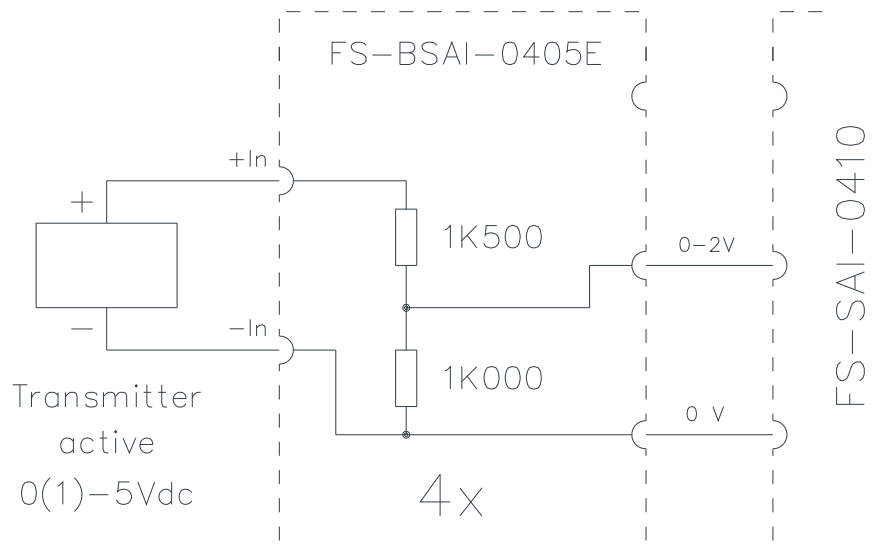 FS-BSAI-0405E
+In
+
1K500
0-2V
FS-SAI-0410
-
-In
1K000
Transmitter
active
0(1)-5Vdc
0 V
4x